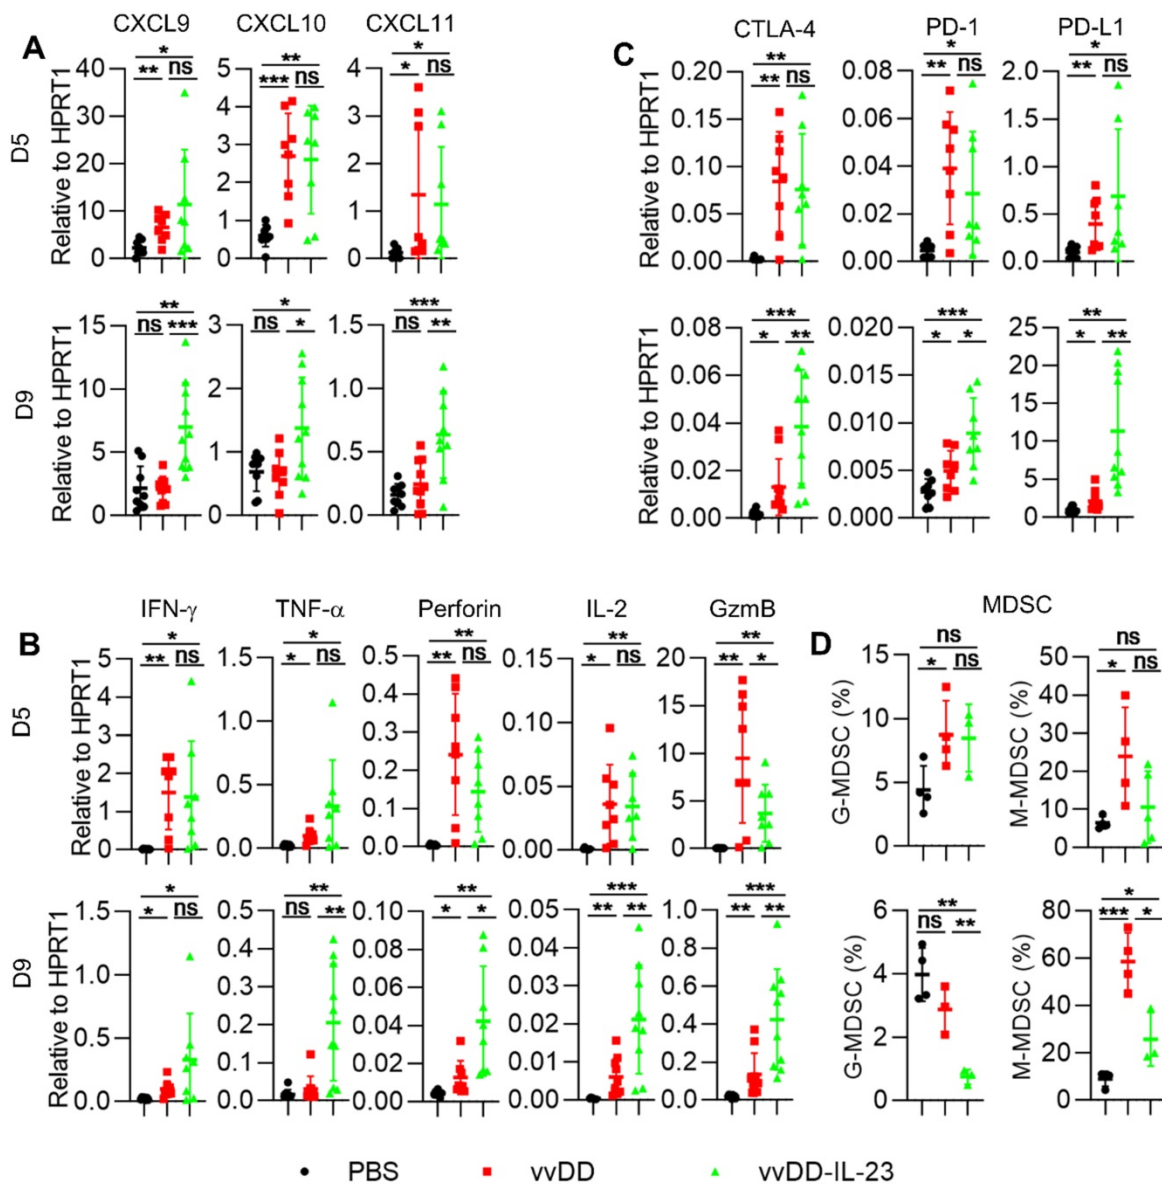 A
CXCL9 CXCL10 CXCL11
D5
Relative to HPRT1
** * ns
*** ** ns
* * ns
40 30 20 10 0
5 4 3 2 1 0
4 3 2 1 0
D9
Relative to HPRT1
ns ** ***
ns * *
ns *** **
15 10 5 0
3 2 1 0
1.5 1.0 0.5 0.0
C
CTLA-4 PD-1 PD-L1
Relative to HPRT1
** ** ns
** * ns
** * ns
0.20 0.15 0.10 0.05 0.00
0.08 0.06 0.04 0.02 0.00
2.0 1.5 1.0 0.5 0.0
Relative to HPRT1
* *** **
* *** *
* ** **
0.08 0.06 0.04 0.02 0.00
0.020 0.015 0.010 0.005 0.000
25 20 15 10 5 0
B
IFN-γ TNF-α Perforin IL-2 GzmB
D5
Relative to HPRT1
** * ns
* * ns
** ** ns
* ** ns
** ** *
5 4 3 2 1 0
1.5 1.0 0.5 0.0
0.5 0.4 0.3 0.2 0.1 0.0
0.15 0.10 0.05 0.00
20 15 10 5 0
D9
Relative to HPRT1
* * ns
ns ** **
* ** *
** *** **
** *** **
1.5 1.0 0.5 0.0
0.5 0.4 0.3 0.2 0.1 0.0
0.10 0.08 0.06 0.04 0.02 0.00
0.05 0.04 0.03 0.02 0.01 0.00
1.0 0.8 0.6 0.4 0.2 0.0
D
MDSC
G-MDSC (%)
* ns ns
15 10 5 0
M-MDSC (%)
* ns ns
50 40 30 20 10 0
G-MDSC (%)
ns ** **
6 4 2 0
M-MDSC (%)
*** * *
80 60 40 20 0
PBS vvDD vvDD-IL-23